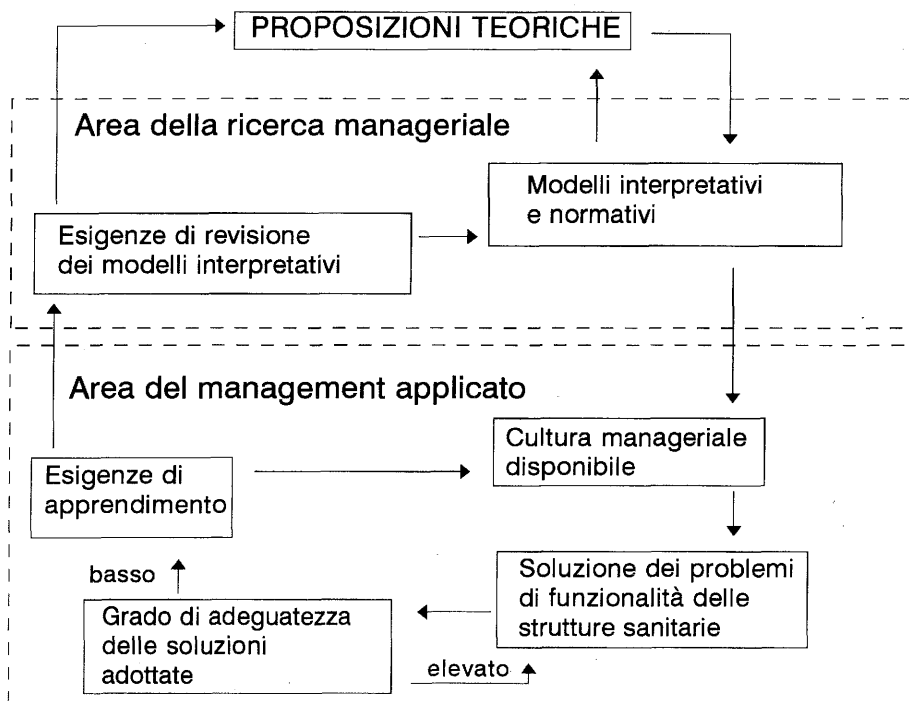 PROPOSIZIONI TEORICHE
Area della ricerca manageriale
Modelli interpretativi
e normativi
Esigenze di revisione
dei modelli interpretativi
Area del management applicato
Cultura manageriale
disponibile
Esigenze di
apprendimento
basso
Soluzione dei problemi
di funzionalità delle
strutture sanitarie
Grado di adeguatezza
delle soluzioni
adottate
elevato